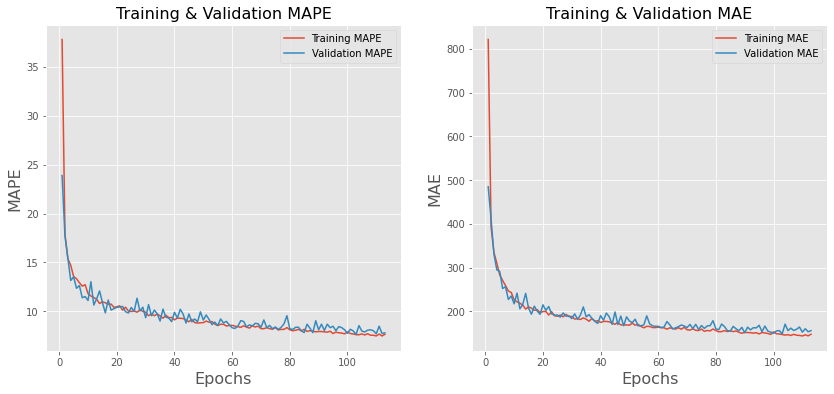 Training & Validation MAPE
Training MAPE
Validation MAPE
35
30
25
20
15
10
MAPE
0 20 40 60 80 100
Epochs
Training & Validation MAE
Training MAE
Validation MAE
800
700
600
500
400
300
200
MAE
0 20 40 60 80 100
Epochs